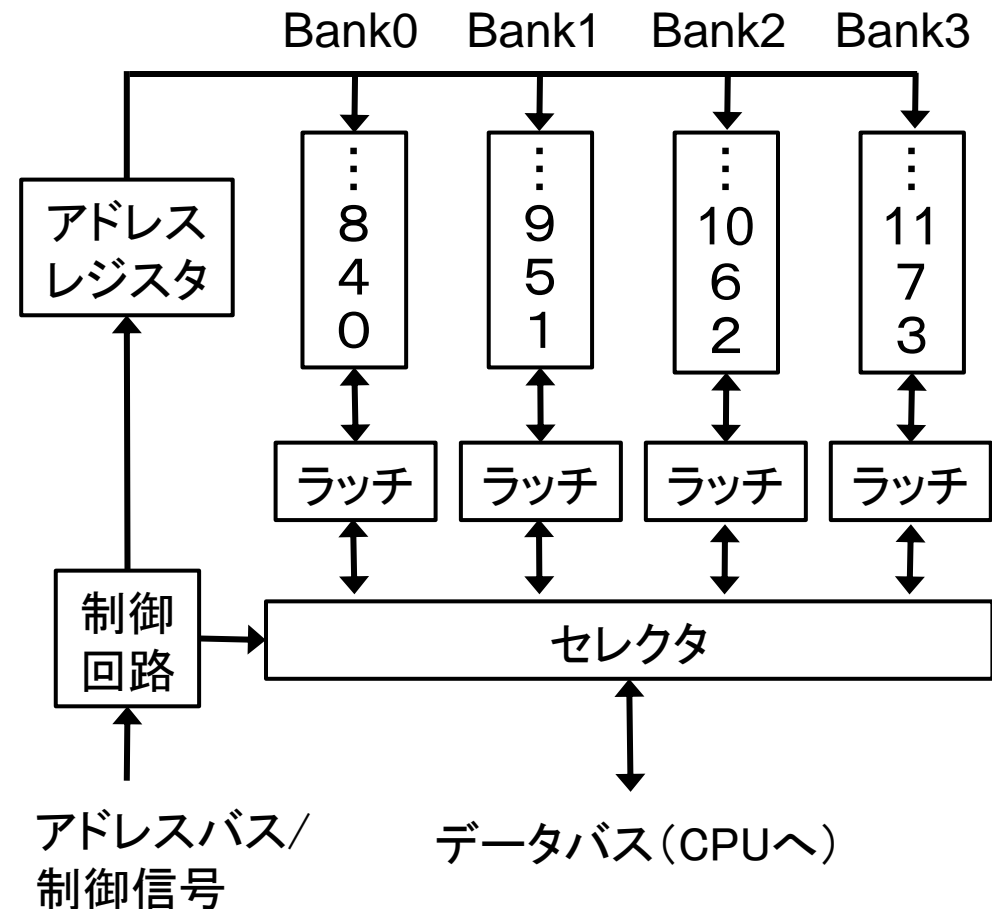 Bank0 Bank1 Bank2 Bank3
⋮ ⋮ ⋮ ⋮
8 9 10 11
4 5 6 7
0 1 2 3
アドレス
レジスタ
ラッチ ラッチ ラッチ ラッチ
制御
回路
セレクタ
アドレスバス/
制御信号
データバス（CPUへ）